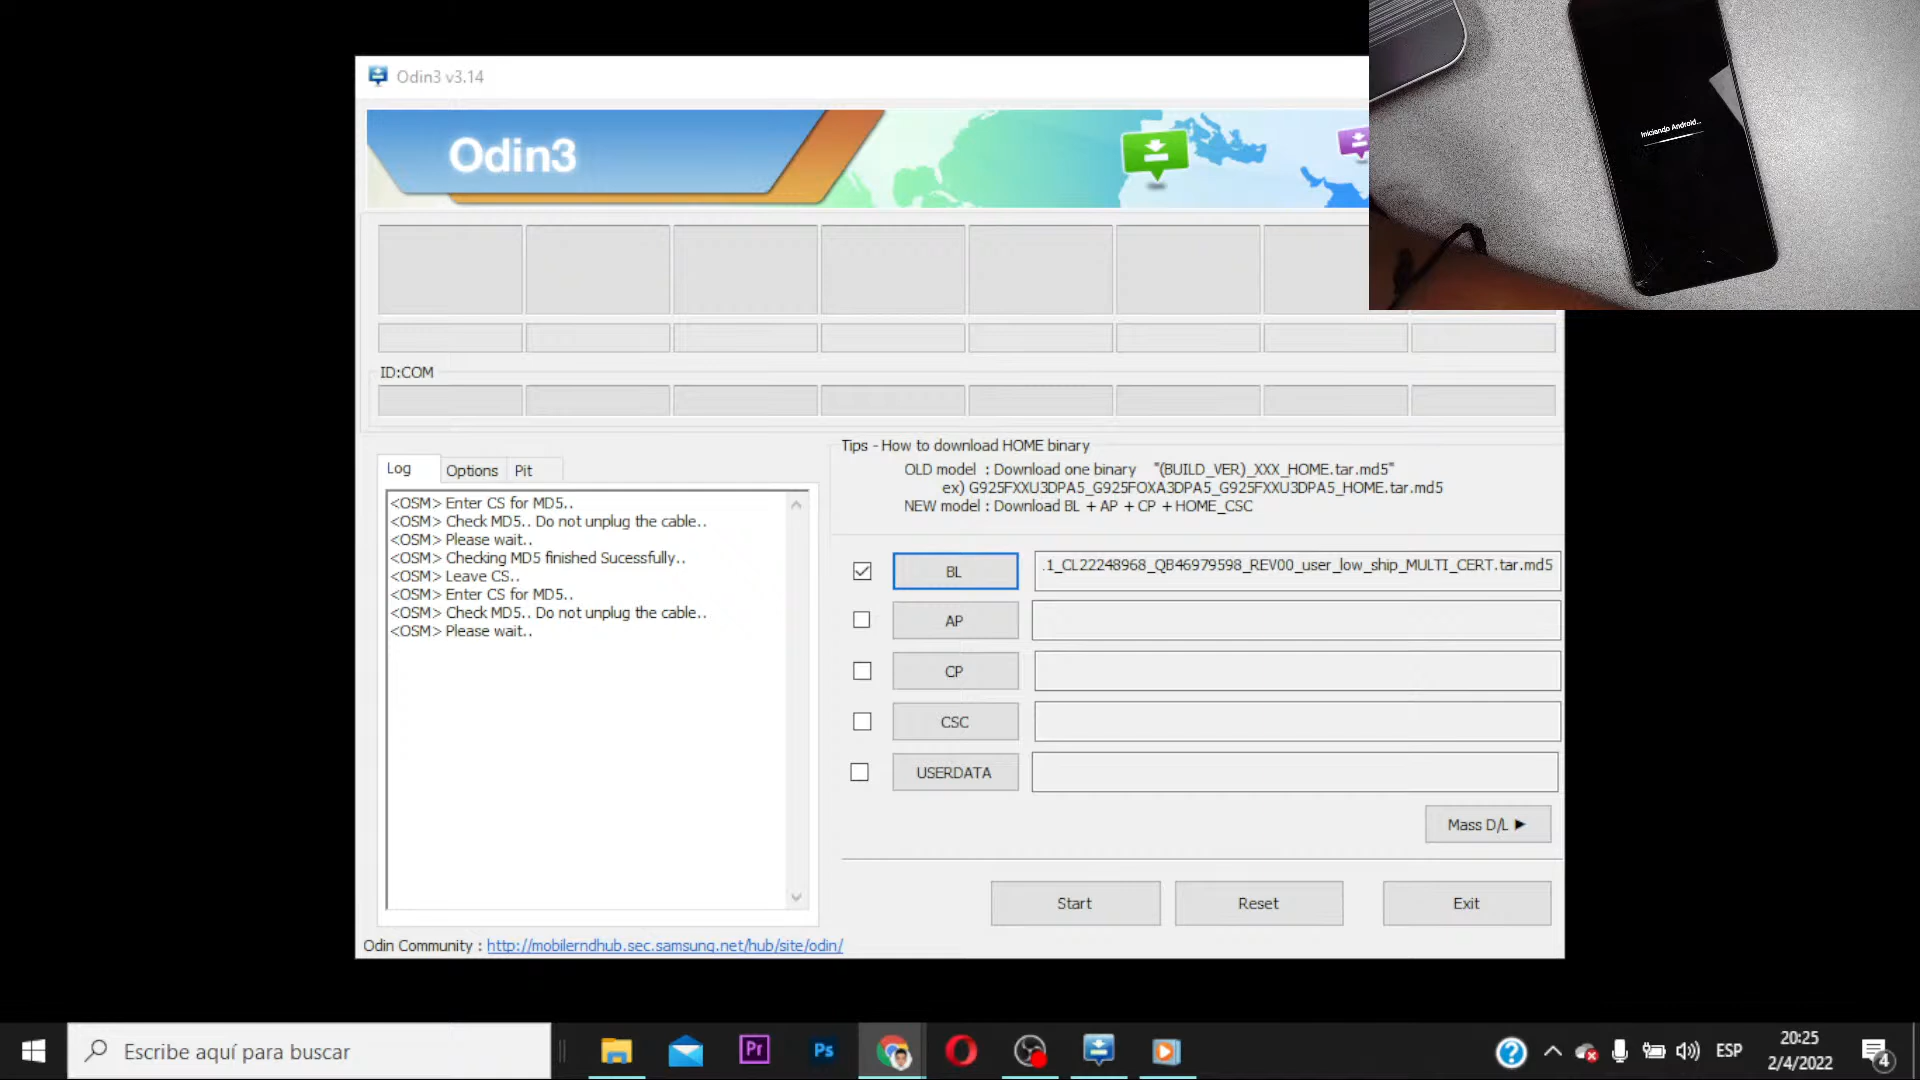 Odin3 v3.14
Odin3
Iniciando Android..
ID:COM
Tips - How to download HOME binary
OLD model : Download one binary "(BUILD_VER)_XXX_HOME.tar.md5"
ex) G925FXXU3DPA5_G925FOXA3DPA5_G925FXXU3DPA5_HOME.tar.md5
NEW model : Download BL + AP + CP + HOME_CSC
Log
Options
Pit
<OSM> Enter CS for MD5..
<OSM> Check MD5.. Do not unplug the cable..
<OSM> Please wait..
<OSM> Checking MD5 finished Sucessfully..
<OSM> Leave CS..
<OSM> Enter CS for MD5..
<OSM> Check MD5.. Do not unplug the cable..
<OSM> Please wait..
BL
.1_CL22248968_QB46979598_REV00_user_low_ship_MULTI_CERT.tar.md5
AP
CP
CSC
USERDATA
Mass D/L
Start
Reset
Exit
Odin Community : http://mobilerndhub.sec.samsung.net/hub/site/odin/
Escribe aquí para buscar
Pr
Ps
ESP
20:25
2/4/2022
4